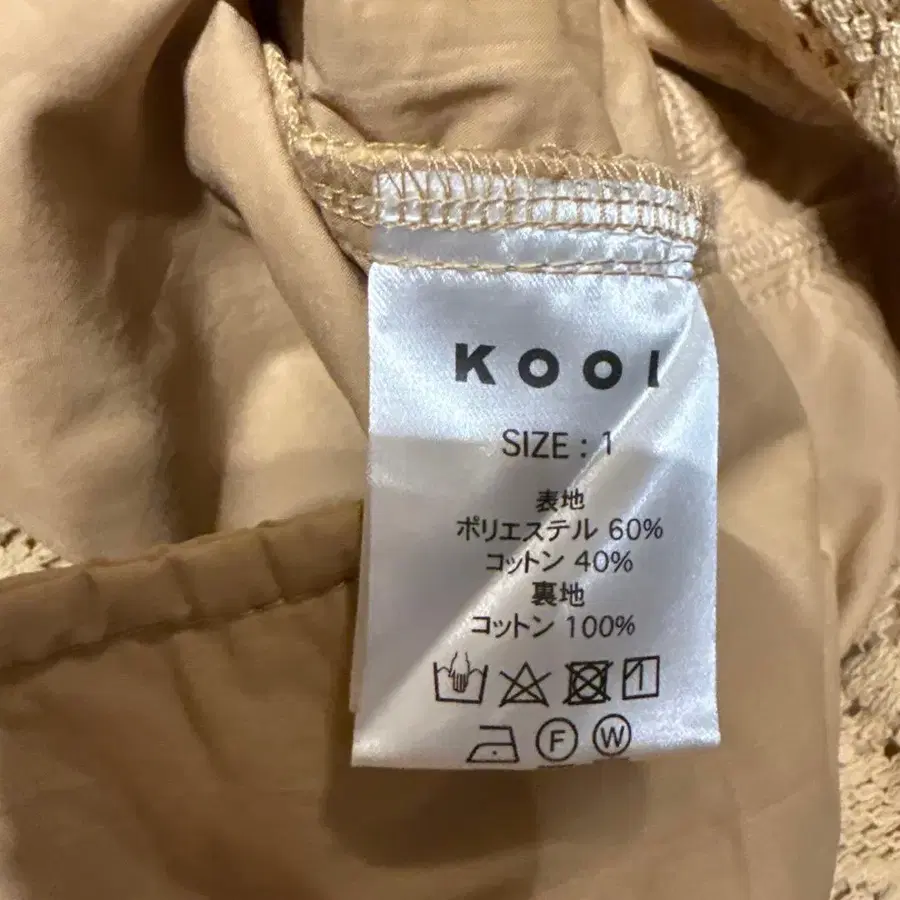 KOOI
SIZE : 1
表地
ポリエステル 60%
コットン 40%
裏地
コットン 100%
F W